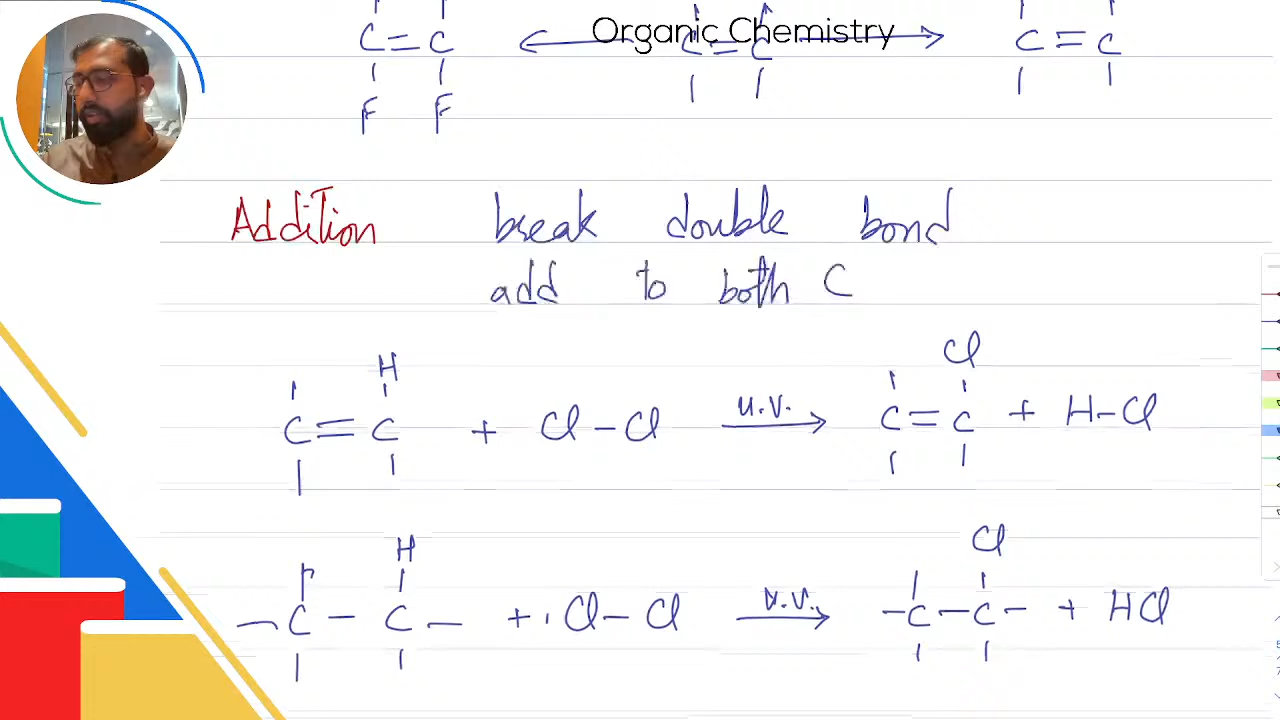 Organic Chemistry
C=C ← C=C → C=C
F F
Addition break double bond
add to both C
H Cl
C=C + Cl-Cl u.v. → C=C + H-Cl
H Cl
-C-C- + Cl-Cl u.v. → -C-C- + HCl